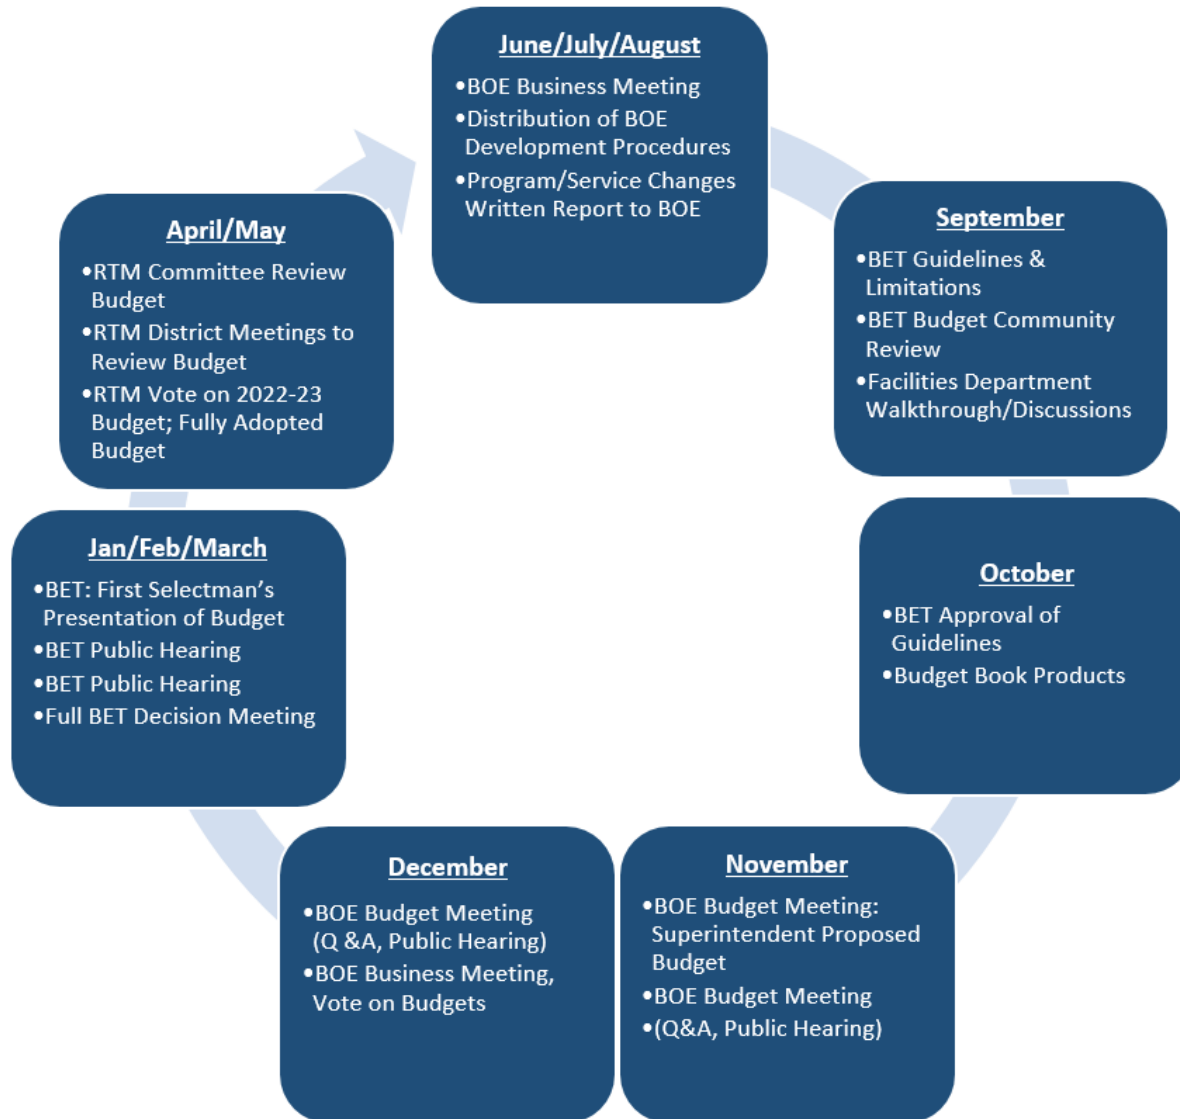 June/July/August
•BOE Business Meeting
•Distribution of BOE
Development Procedures
•Program/Service Changes
Written Report to BOE
September
•BET Guidelines &
Limitations
•BET Budget Community
Review
•Facilities Department
Walkthrough/Discussions
October
•BET Approval of
Guidelines
•Budget Book Products
November
•BOE Budget Meeting:
Superintendent Proposed
Budget
•BOE Budget Meeting
•(Q&A, Public Hearing)
December
•BOE Budget Meeting
(Q &A, Public Hearing)
•BOE Business Meeting,
Vote on Budgets
Jan/Feb/March
•BET: First Selectman’s
Presentation of Budget
•BET Public Hearing
•BET Public Hearing
•Full BET Decision Meeting
April/May
•RTM Committee Review
Budget
•RTM District Meetings to
Review Budget
•RTM Vote on 2022-23
Budget; Fully Adopted
Budget